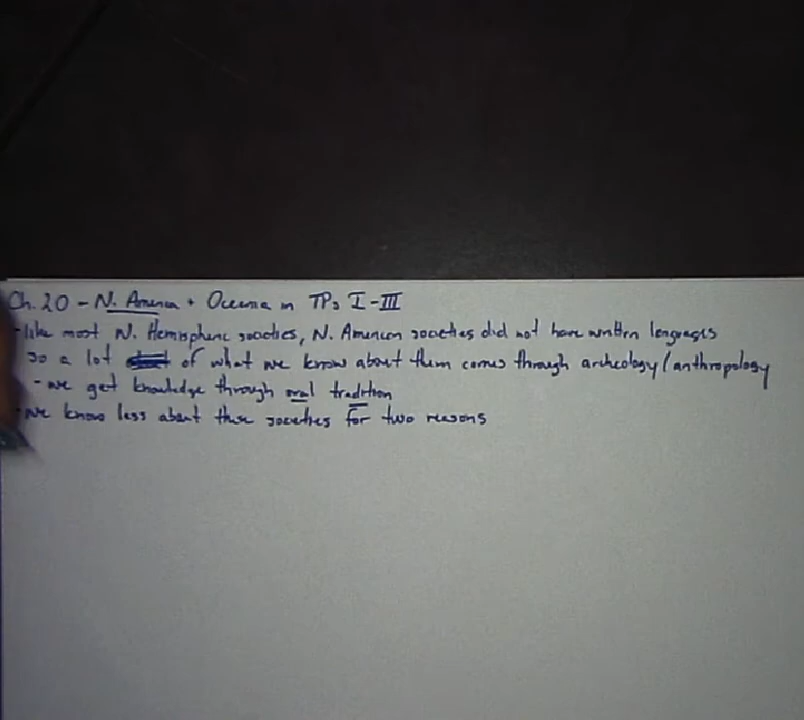 Ch. 20 - N. America + Oceania in TPs I-III
- like most N. Hemisphere societies, N. American societies did not have written languages
so a lot of what we know about them comes through archeology/anthropology
- we get knowledge through oral tradition
- we know less about these societies for two reasons